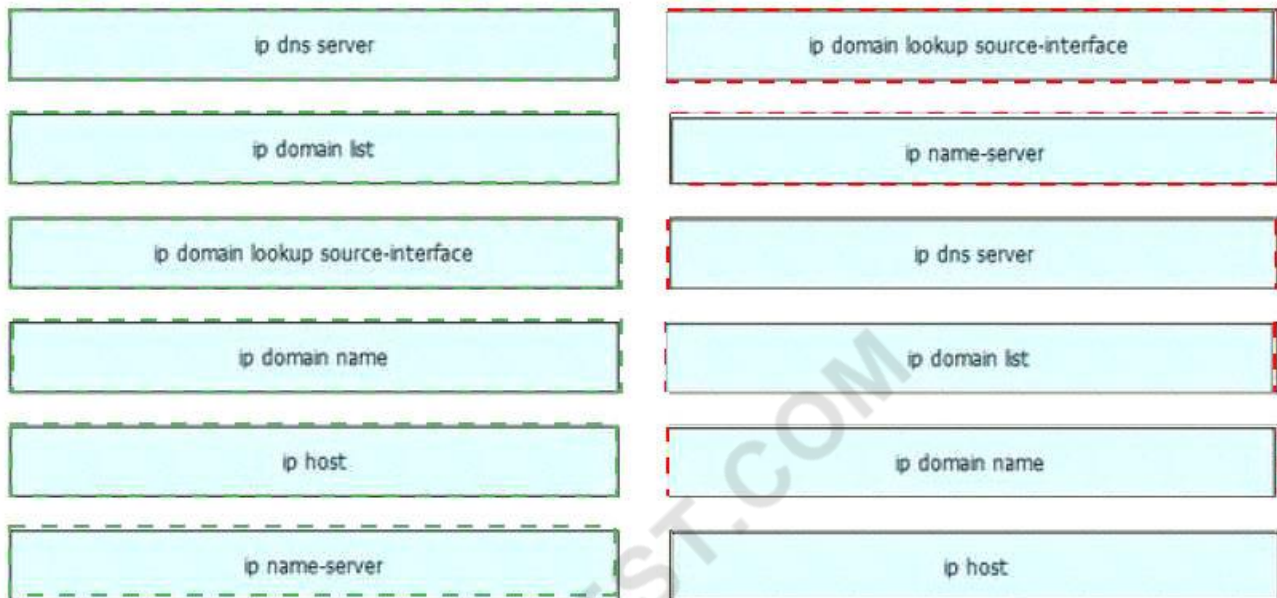 ip dns server
ip domain lookup source-interface
ip domain list
ip name-server
ip domain lookup source-interface
ip dns server
ip domain name
ip domain list
ip host
ip domain name
ip name-server
ip host
ST.COM